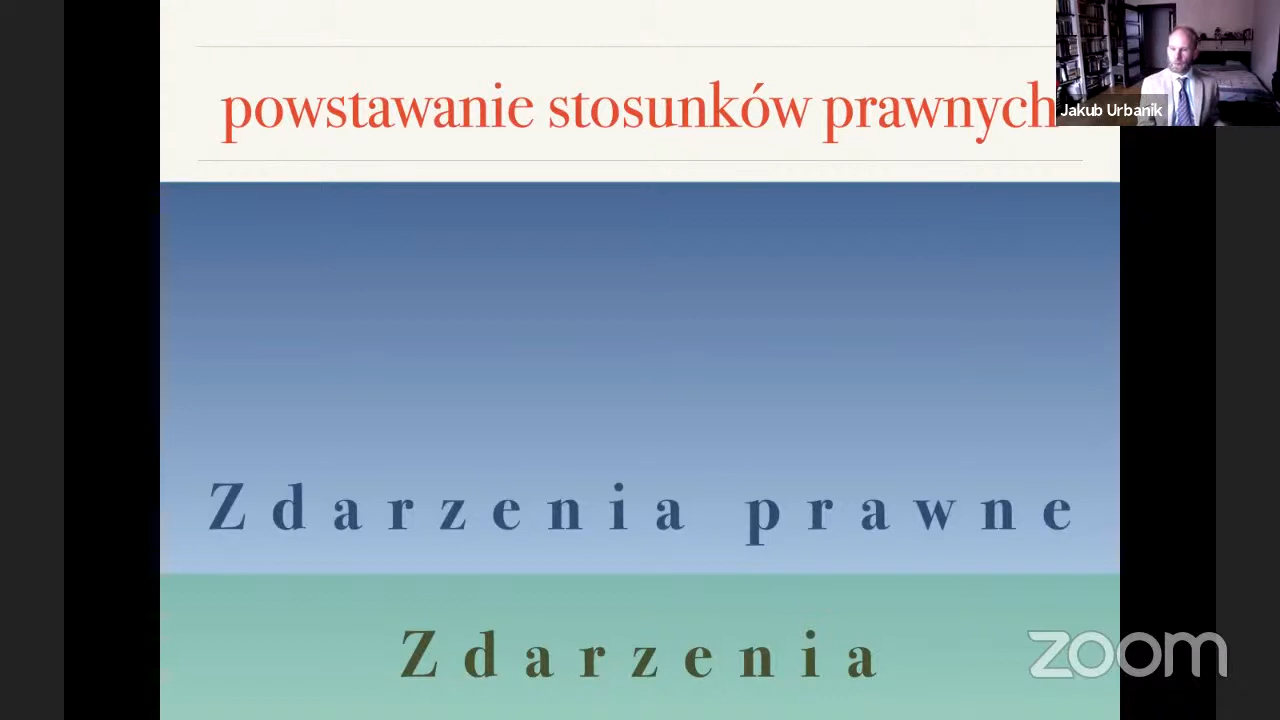 powstawanie stosunków prawnych
Jakub Urbanik
Zdarzenia prawne
Zdarzenia
zoom